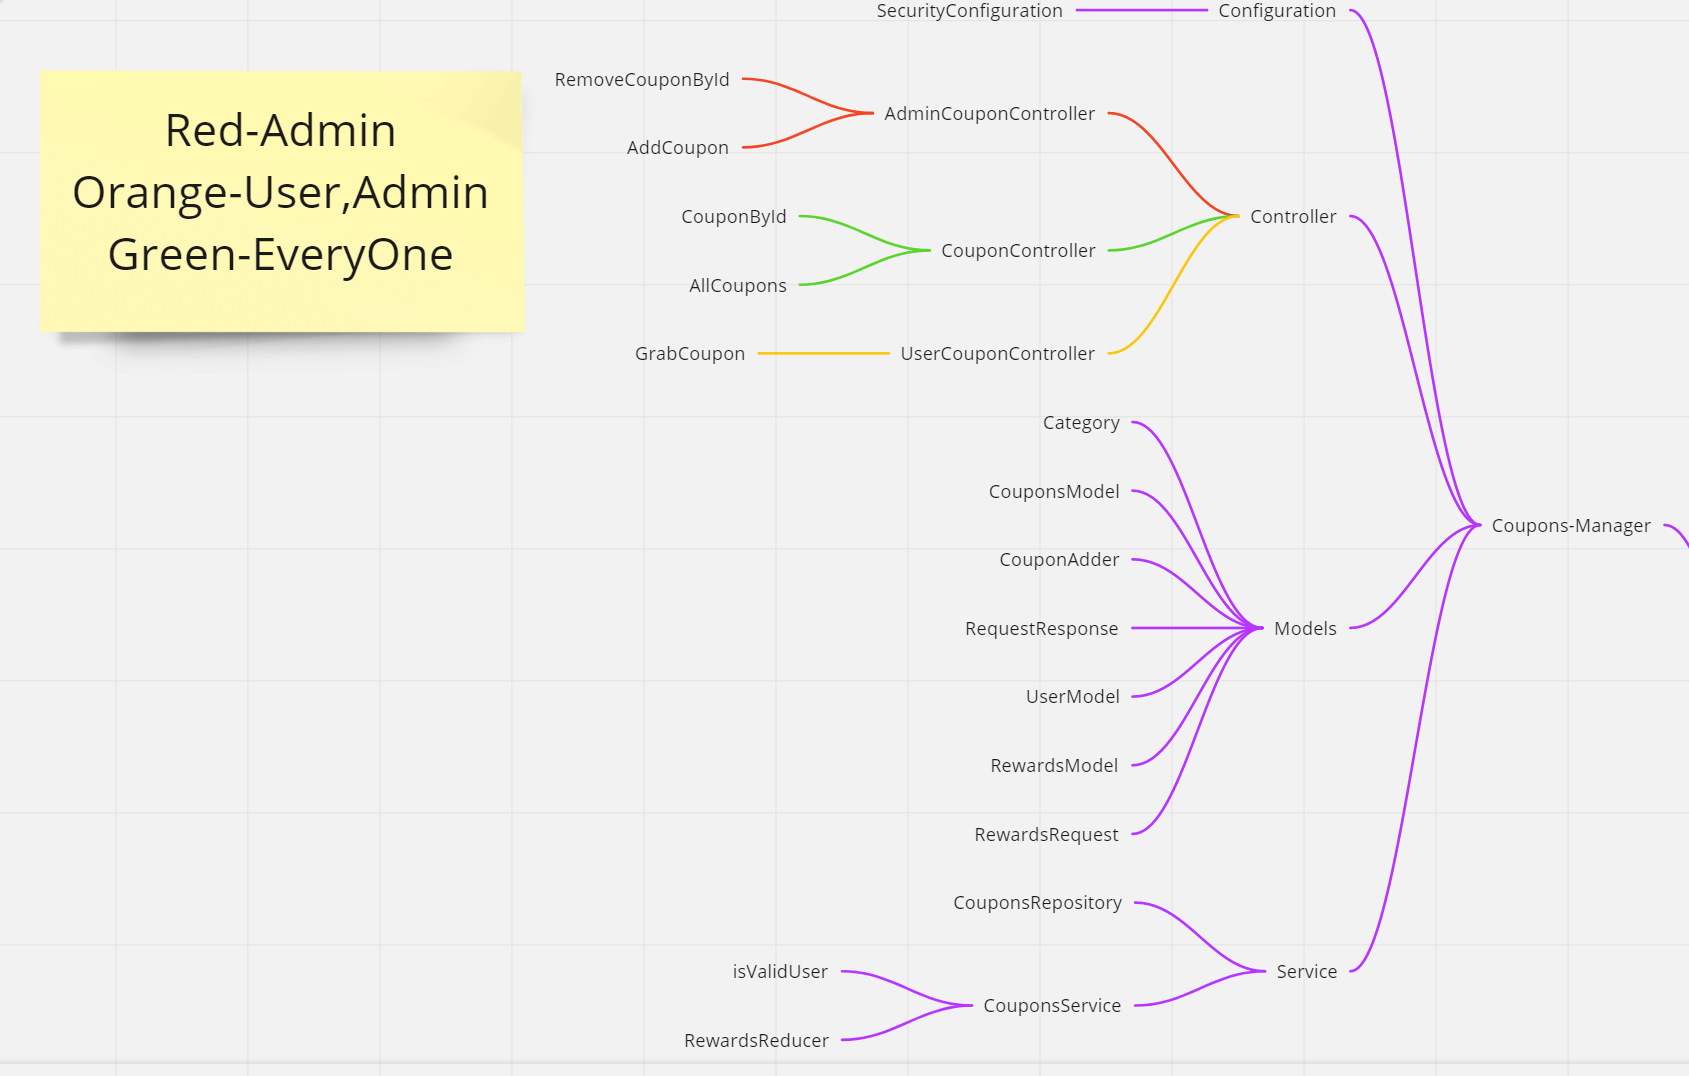 SecurityConfiguration
Configuration
Red-Admin
Orange-User,Admin
Green-EveryOne
RemoveCouponById
AddCoupon
AdminCouponController
CouponById
AllCoupons
CouponController
Controller
GrabCoupon
UserCouponController
Category
CouponsModel
CouponAdder
RequestResponse
UserModel
RewardsModel
RewardsRequest
Models
Coupons-Manager
CouponsRepository
isValidUser
RewardsReducer
CouponsService
Service